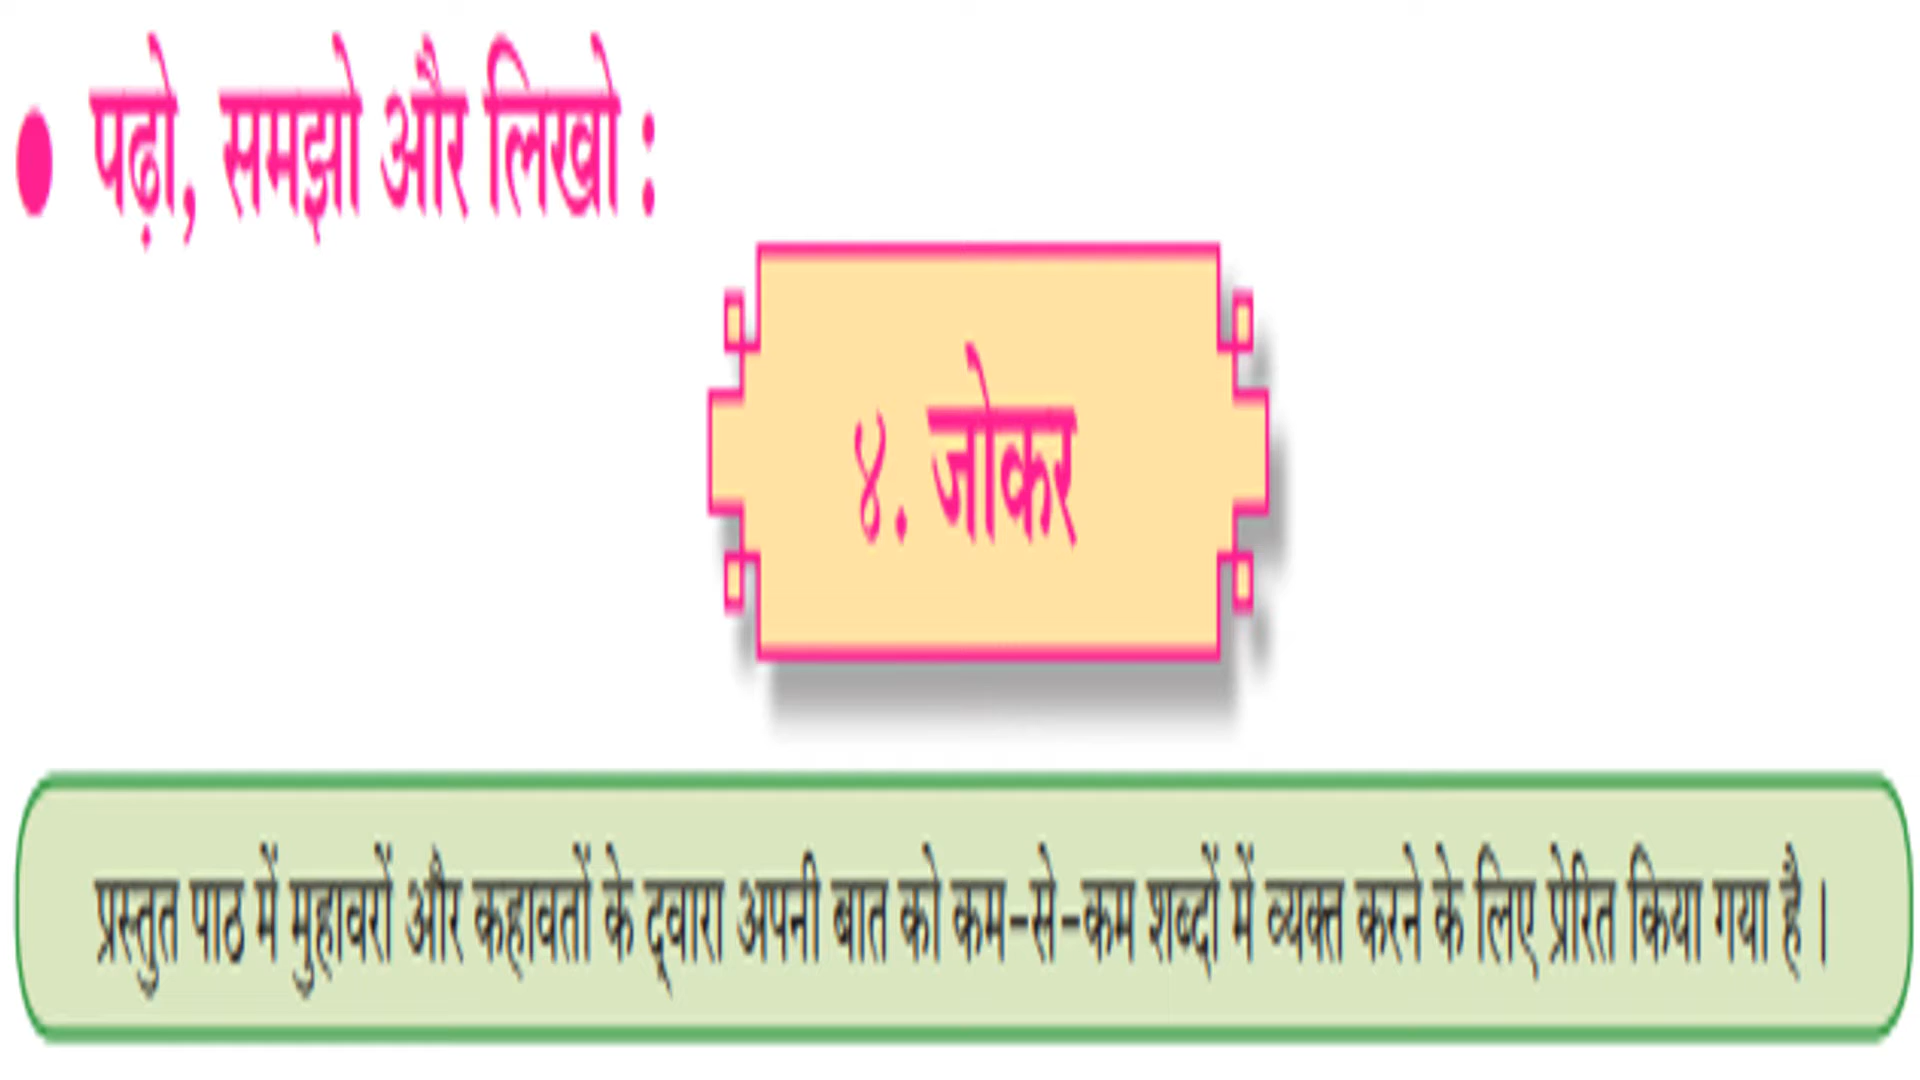 • पढ़ो, समझो और लिखो :
४. जोकर
प्रस्तुत पाठ में मुहावरों और कहावतों के द्‌वारा अपनी बात को कम-से-कम शब्दों में व्यक्त करने के लिए प्रेरित किया गया है ।